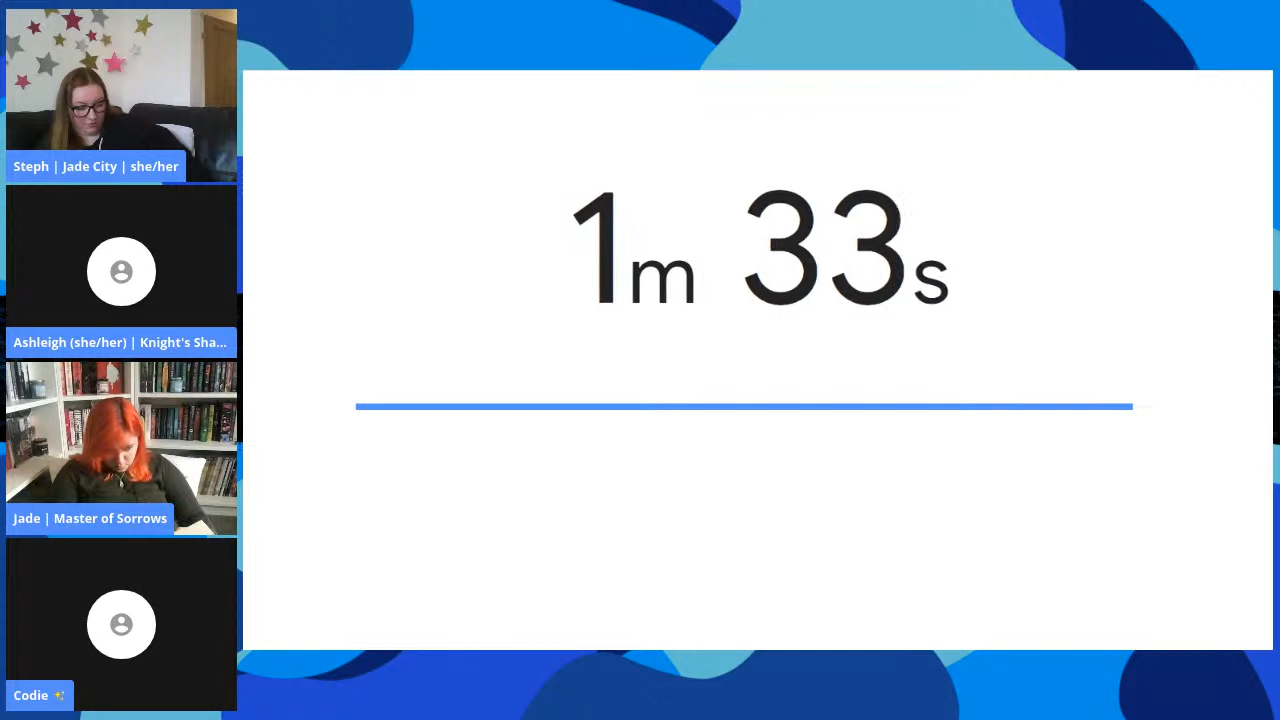 Steph | Jade City | she/her
1m 33s
Ashleigh (she/her) | Knight's Sha...
Jade | Master of Sorrows
Codie ✨